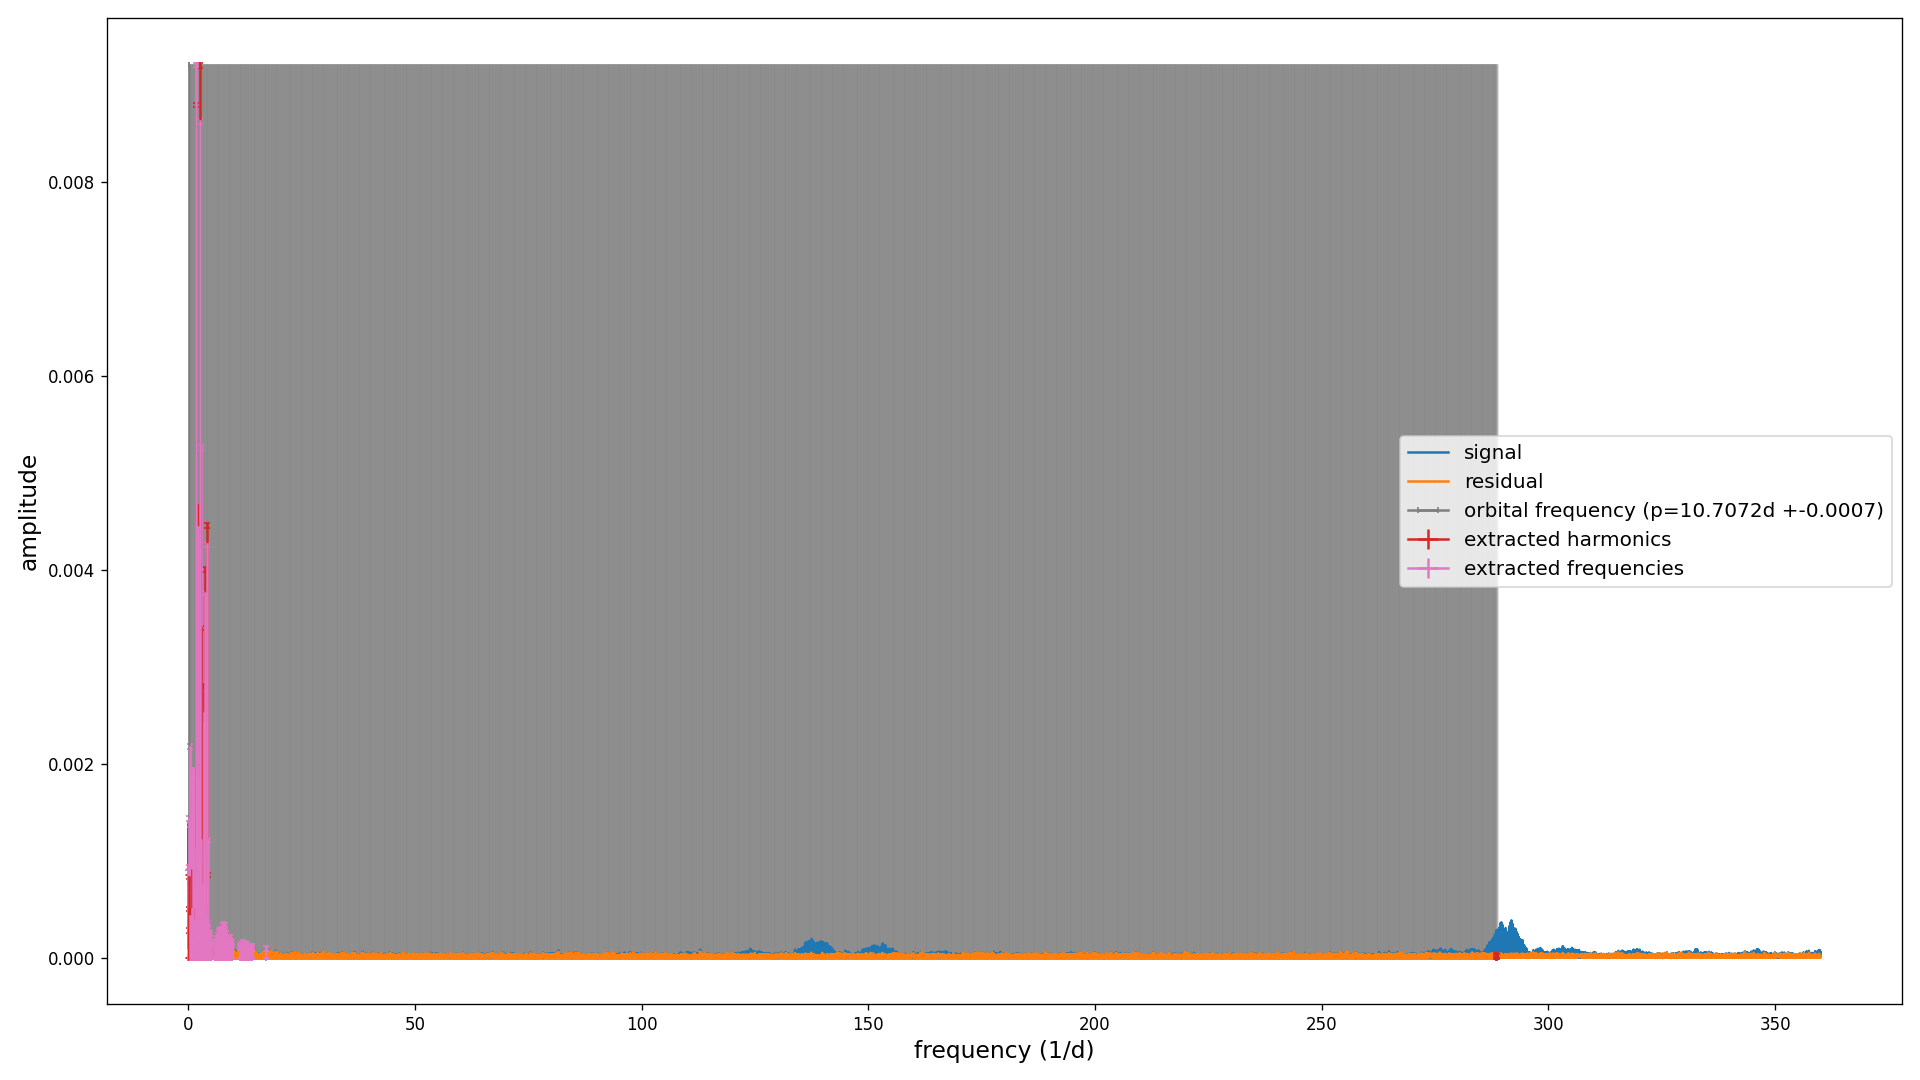 amplitude
0.008
0.006
0.004
0.002
0.000
0
50
100
150
200
250
300
350
frequency (1/d)
signal
residual
orbital frequency (p=10.7072d +-0.0007)
extracted harmonics
extracted frequencies